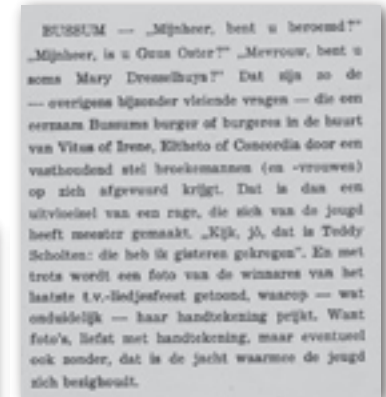 BUSSUM — „Mijnheer, bent u beroemd?"
„Mijnheer, is u Guus Oster?" „Mevrouw, bent u
soms Mary Dresselhuys?" Dat zijn zo de
— overigens bijzonder vleiende vragen — die een
eerzaam Bussums burger of burgeres in de buurt
van Vitus of Irene, Eltheto of Concordia door een
vasthoudend stel broekemannen (en -vrouwen)
op zich afgevuurd krijgt. Dat is dan een
uitvloeisel van een rage, die zich van de jeugd
heeft meester gemaakt. „Kijk, jô, dat is Teddy
Scholten: die heb ik gisteren gekregen". En met
trots wordt een foto van de winnares van het
laatste t.v.-liedjesfeest getoond, waarop — wat
onduidelijk — haar handtekening prijkt. Want
foto's, liefst met handtekening, maar eventueel
ook zonder, dat is de jacht waarmee de jeugd
zich bezighoudt.